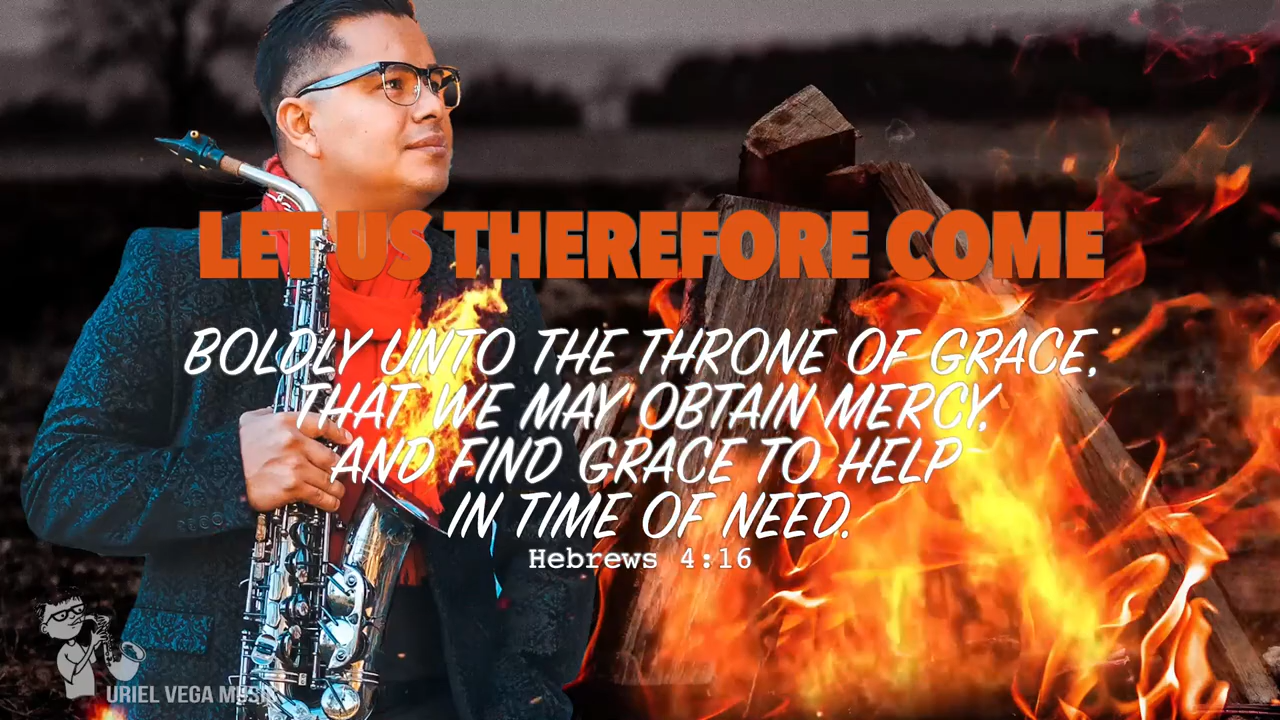 LET US THEREFORE COME
BOLDLY UNTO THE THRONE OF GRACE,
THAT WE MAY OBTAIN MERCY,
AND FIND GRACE TO HELP
IN TIME OF NEED.
Hebrews 4:16
URIEL VEGA MUSIC